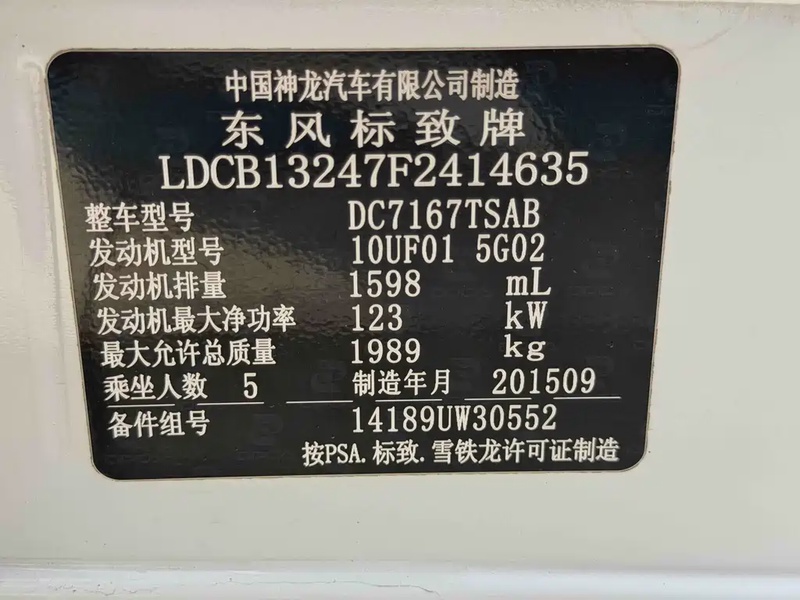 中国神龙汽车有限公司制造
东风标致牌
LDCB13247F2414635
整车型号 DC7167TSAB
发动机型号 10UF01 5G02
发动机排量 1598 mL
发动机最大净功率 123 kW
最大允许总质量 1989 kg
乘坐人数 5 制造年月 201509
备件组号 14189UW30552
按PSA.标致.雪铁龙许可证制造